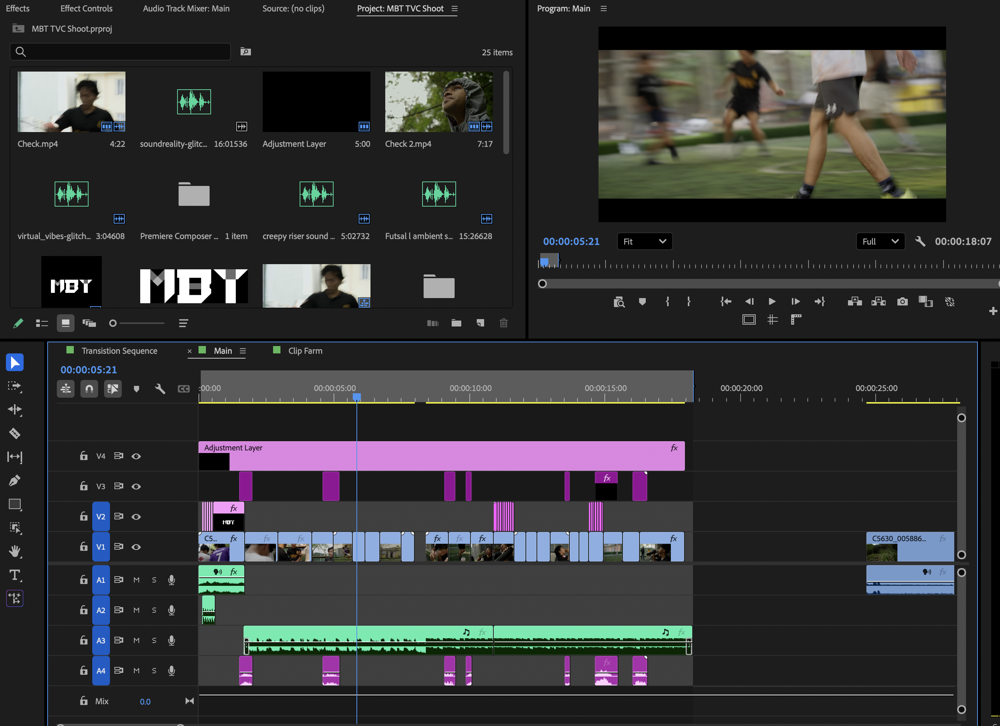 Effects
Effect Controls
Audio Track Mixer: Main
Source: (no clips)
Project: MBT TVC Shoot
Program: Main
MBT TVC Shoot.prproj
25 items
Check.mp4 4:22
soundreality-glitc... 16:01536
Adjustment Layer 5:00
Check 2.mp4 7:17
virtual_vibes-glitch... 3:04608
Premiere Composer ... 1 item
creepy riser sound ... 5:02732
Futsal l ambient s... 15:26628
MBT
MBT
00:00:05:21
Fit
Full
00:00:18:07
Transistion Sequence
× Main
Clip Farm
00:00:05:21
CC
:00:00
00:00:05:00
00:00:10:00
00:00:15:00
00:00:20:00
00:00:25:00
V4
Adjustment Layer fx
V3
fx
V2
fx
MBT
V1
C5... fx
fx
fx
fx
fx
fx
fx
C5630_005886... fx
RONALDO
7
A1 M S
fx
fx
A2 M S
A3 M S
fx
fx
A4 M S
fx
Mix 0.0
T